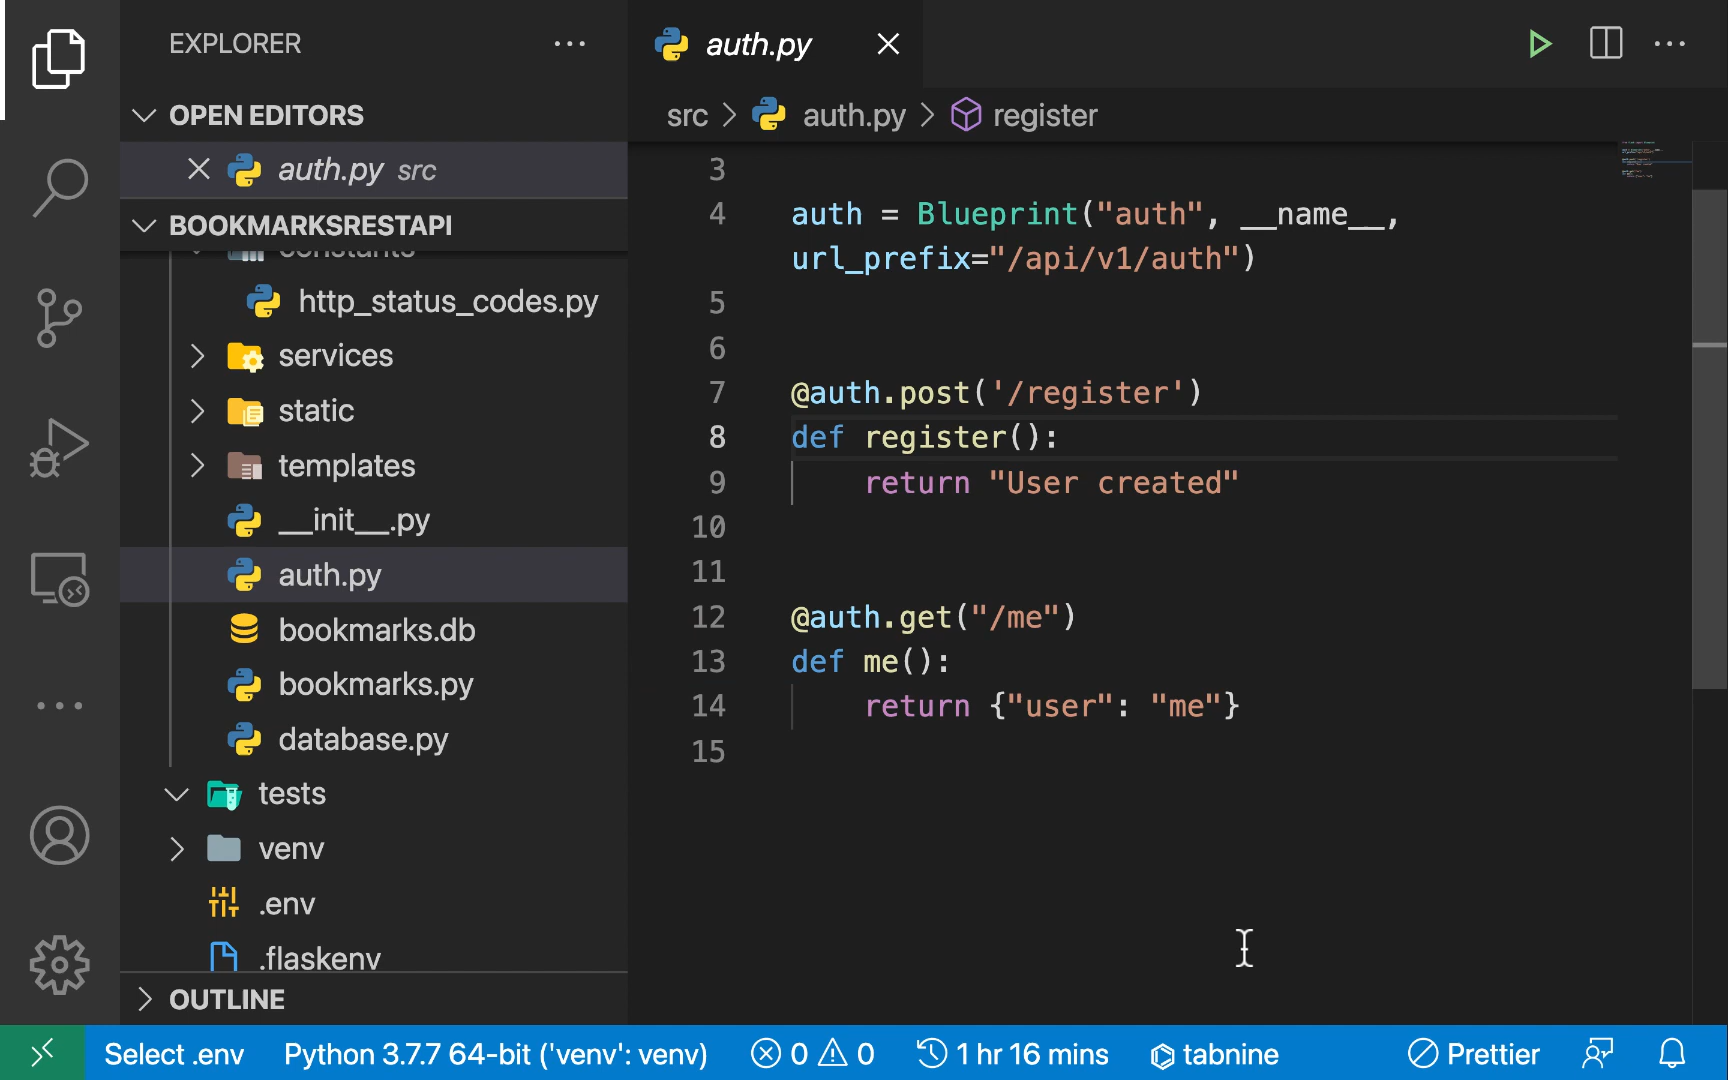 EXPLORER
OPEN EDITORS
auth.py src
BOOKMARKSRESTAPI
constants
http_status_codes.py
services
static
templates
__init__.py
auth.py
bookmarks.db
bookmarks.py
database.py
tests
venv
.env
.flaskenv
OUTLINE
auth.py
src > auth.py > register
3
4 auth = Blueprint("auth", __name__,
url_prefix="/api/v1/auth")
5
6
7 @auth.post('/register')
8 def register():
9 return "User created"
10
11
12 @auth.get("/me")
13 def me():
14 return {"user": "me"}
15
Select .env Python 3.7.7 64-bit ('venv': venv) 0 0 1 hr 16 mins tabnine Prettier